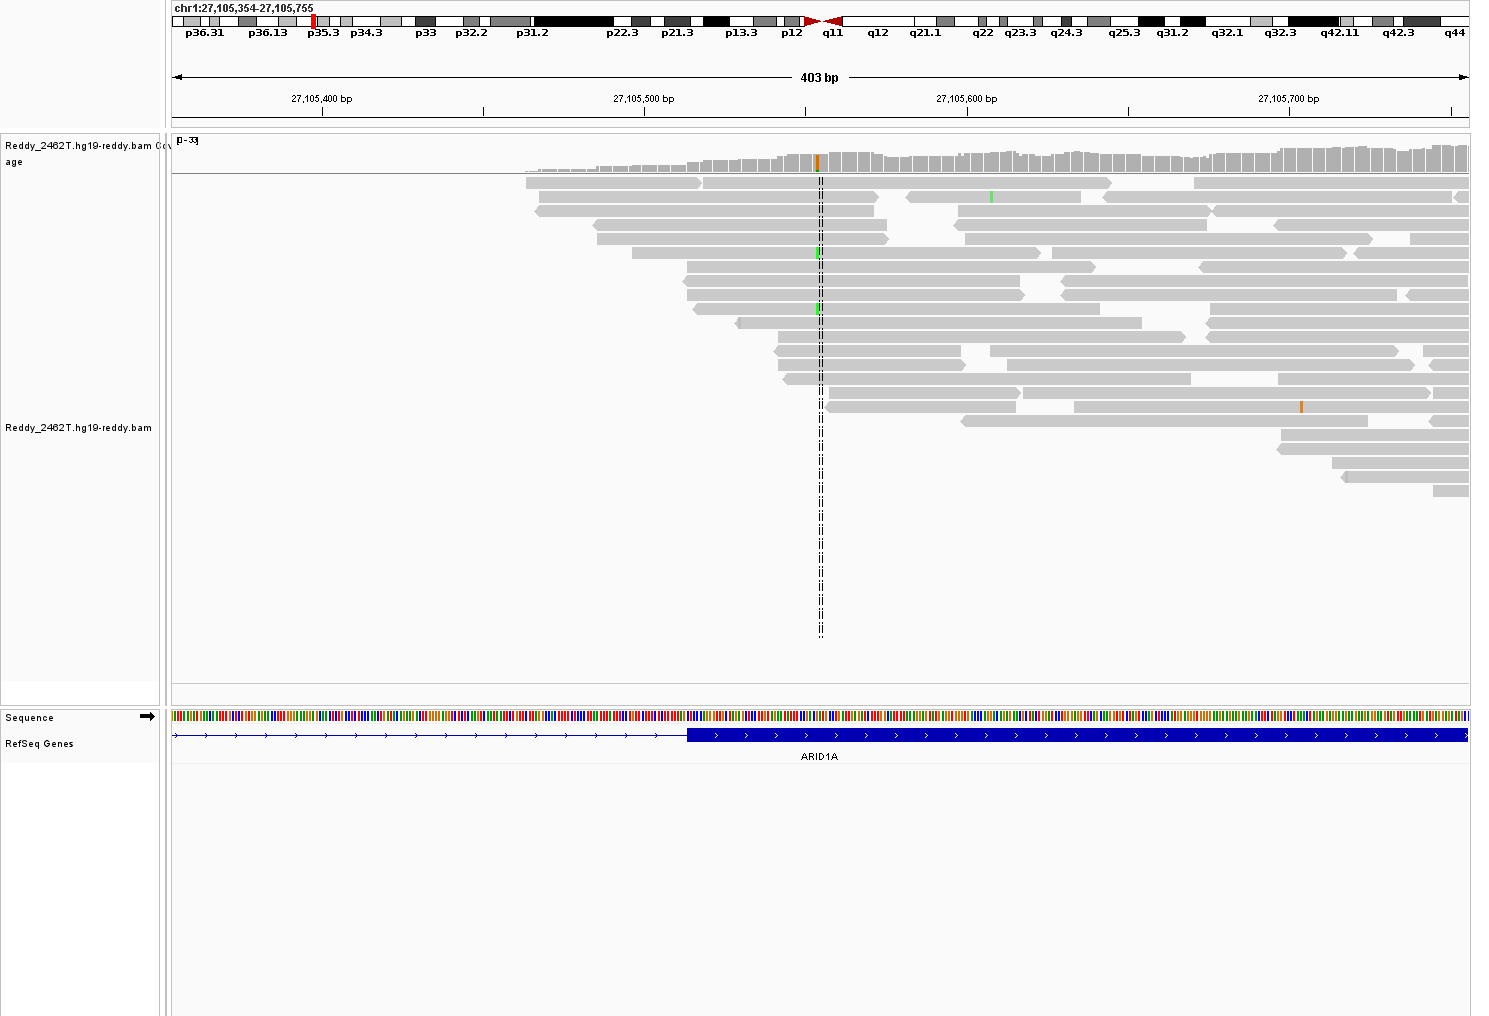 chr1:27,105,354-27,105,755
p36.31 p36.13 p35.3 p34.3 p33 p32.2 p31.2 p22.3 p21.3 p13.3 p12 q11 q12 q21.1 q22 q23.3 q24.3 q25.3 q31.2 q32.1 q32.3 q42.11 q42.3 q44
403 bp
27,105,400 bp 27,105,500 bp 27,105,600 bp 27,105,700 bp
[0 - 33]
Reddy_2462T.hg19-reddy.bam Cov
age
Reddy_2462T.hg19-reddy.bam
Sequence
RefSeq Genes
ARID1A